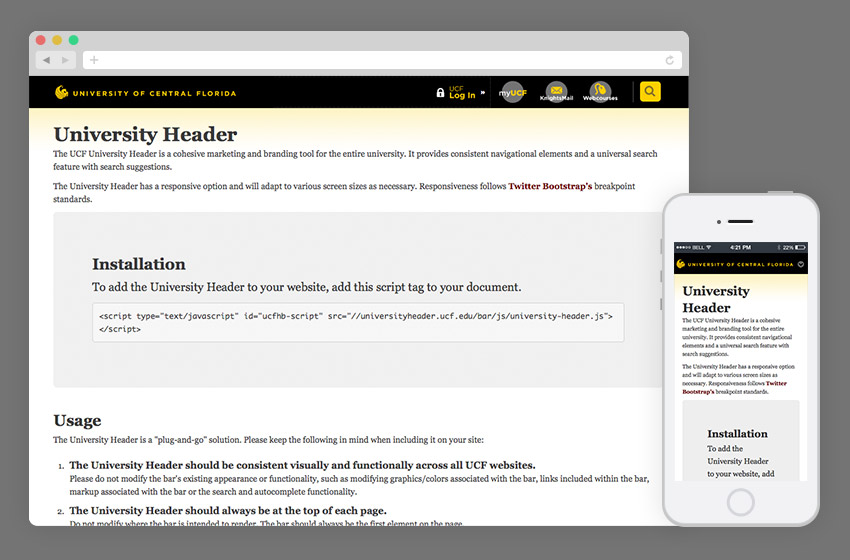 UNIVERSITY OF CENTRAL FLORIDA
UCF
Log In »
myUCF
KnightsMail
Webcourses
University Header
The UCF University Header is a cohesive marketing and branding tool for the entire university. It provides consistent navigational elements and a universal search
feature with search suggestions.
The University Header has a responsive option and will adapt to various screen sizes as necessary. Responsiveness follows Twitter Bootstrap's breakpoint
standards.
Installation
To add the University Header to your website, add this script tag to your document.
<script type="text/javascript" id="ucfhb-script" src="//universityheader.ucf.edu/bar/js/university-header.js">
</script>
Usage
The University Header is a "plug-and-go" solution. Please keep the following in mind when including it on your site:
1. The University Header should be consistent visually and functionally across all UCF websites.
Please do not modify the bar's existing appearance or functionality, such as modifying graphics/colors associated with the bar, links included within the bar,
markup associated with the bar or the search and autocomplete functionality.
2. The University Header should always be at the top of each page.
Do not modify where the bar is intended to render. The bar should always be the first element on the page
BELL 4:21 PM 22%
UNIVERSITY OF CENTRAL FLORIDA
University
Header
The UCF University Header is a cohesive
marketing and branding tool for the entire
university. It provides consistent navigational
elements and a universal search feature with
search suggestions.
The University Header has a responsive option
and will adapt to various screen sizes as
necessary. Responsiveness follows Twitter
Bootstrap's breakpoint standards.
Installation
To add the
University Header
to your website, add